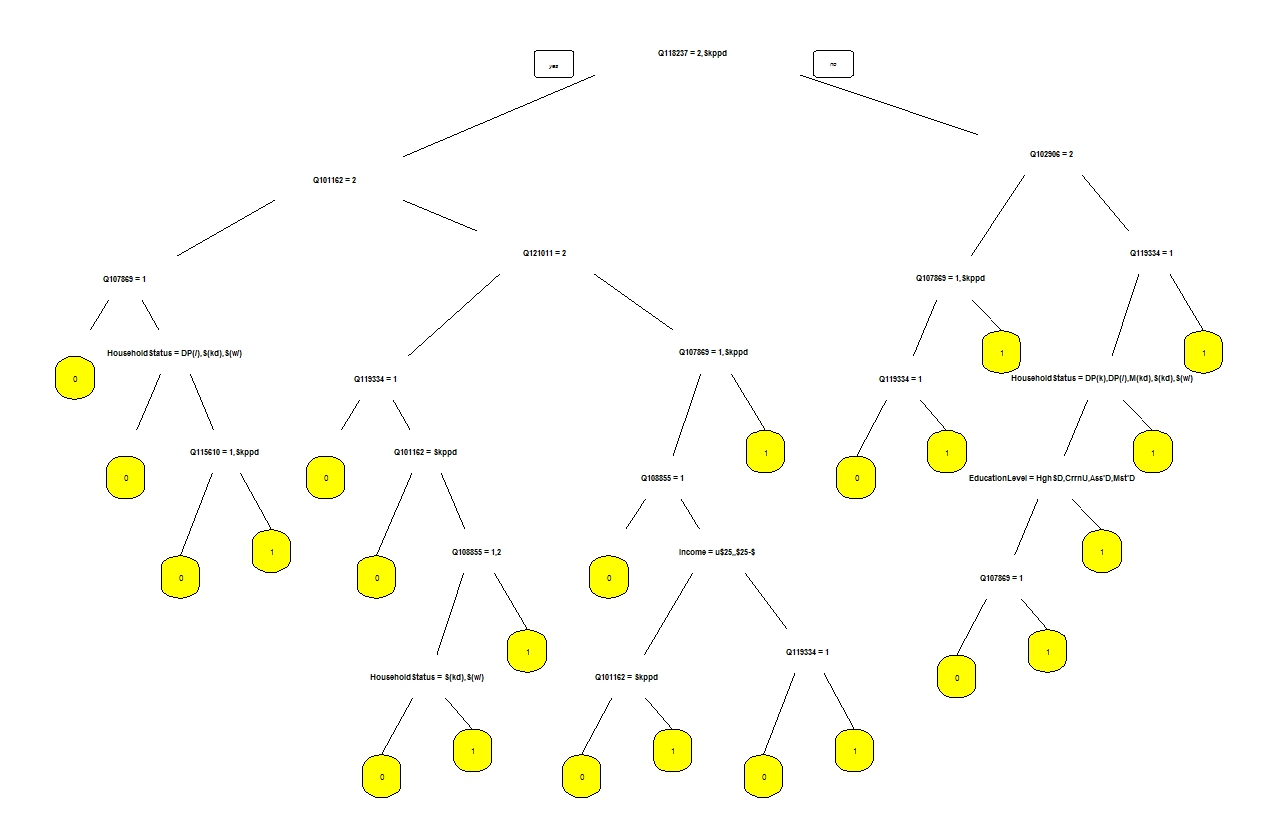 Q118237 = 2,Skppd
yes
no
Q102906 = 2
Q101162 = 2
Q121011 = 2
Q119334 = 1
Q107869 = 1
Q107869 = 1,Skppd
HouseholdStatus = DP(/),S(kd),S(w/)
Q107869 = 1,Skppd
1
1
0
Q119334 = 1
Q119334 = 1
HouseholdStatus = DP(k),DP(/),M(kd),S(kd),S(w/)
Q115610 = 1,Skppd
Q101162 = Skppd
1
1
1
0
0
Q108855 = 1
0
EducationLevel = HghSD,CrrnU,Ass'D,Mst'D
1
Q108855 = 1,2
Income = u$25,,$25-$
1
0
0
0
Q107869 = 1
1
Q119334 = 1
1
HouseholdStatus = S(kd),S(w/)
Q101162 = Skppd
0
1
1
1
0
0
0